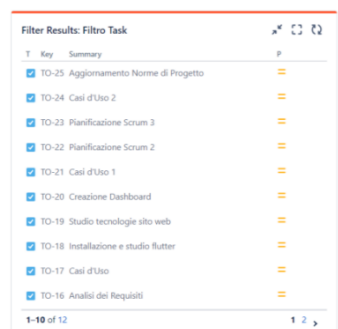 Filter Results: Filtro Task
T Key Summary P
TO-25 Aggiornamento Norme di Progetto
TO-24 Casi d'Uso 2
TO-23 Pianificazione Scrum 3
TO-22 Pianificazione Scrum 2
TO-21 Casi d'Uso 1
TO-20 Creazione Dashboard
TO-19 Studio tecnologie sito web
TO-18 Installazione e studio flutter
TO-17 Casi d'Uso
TO-16 Analisi dei Requisiti
1–10 of 12 1 2